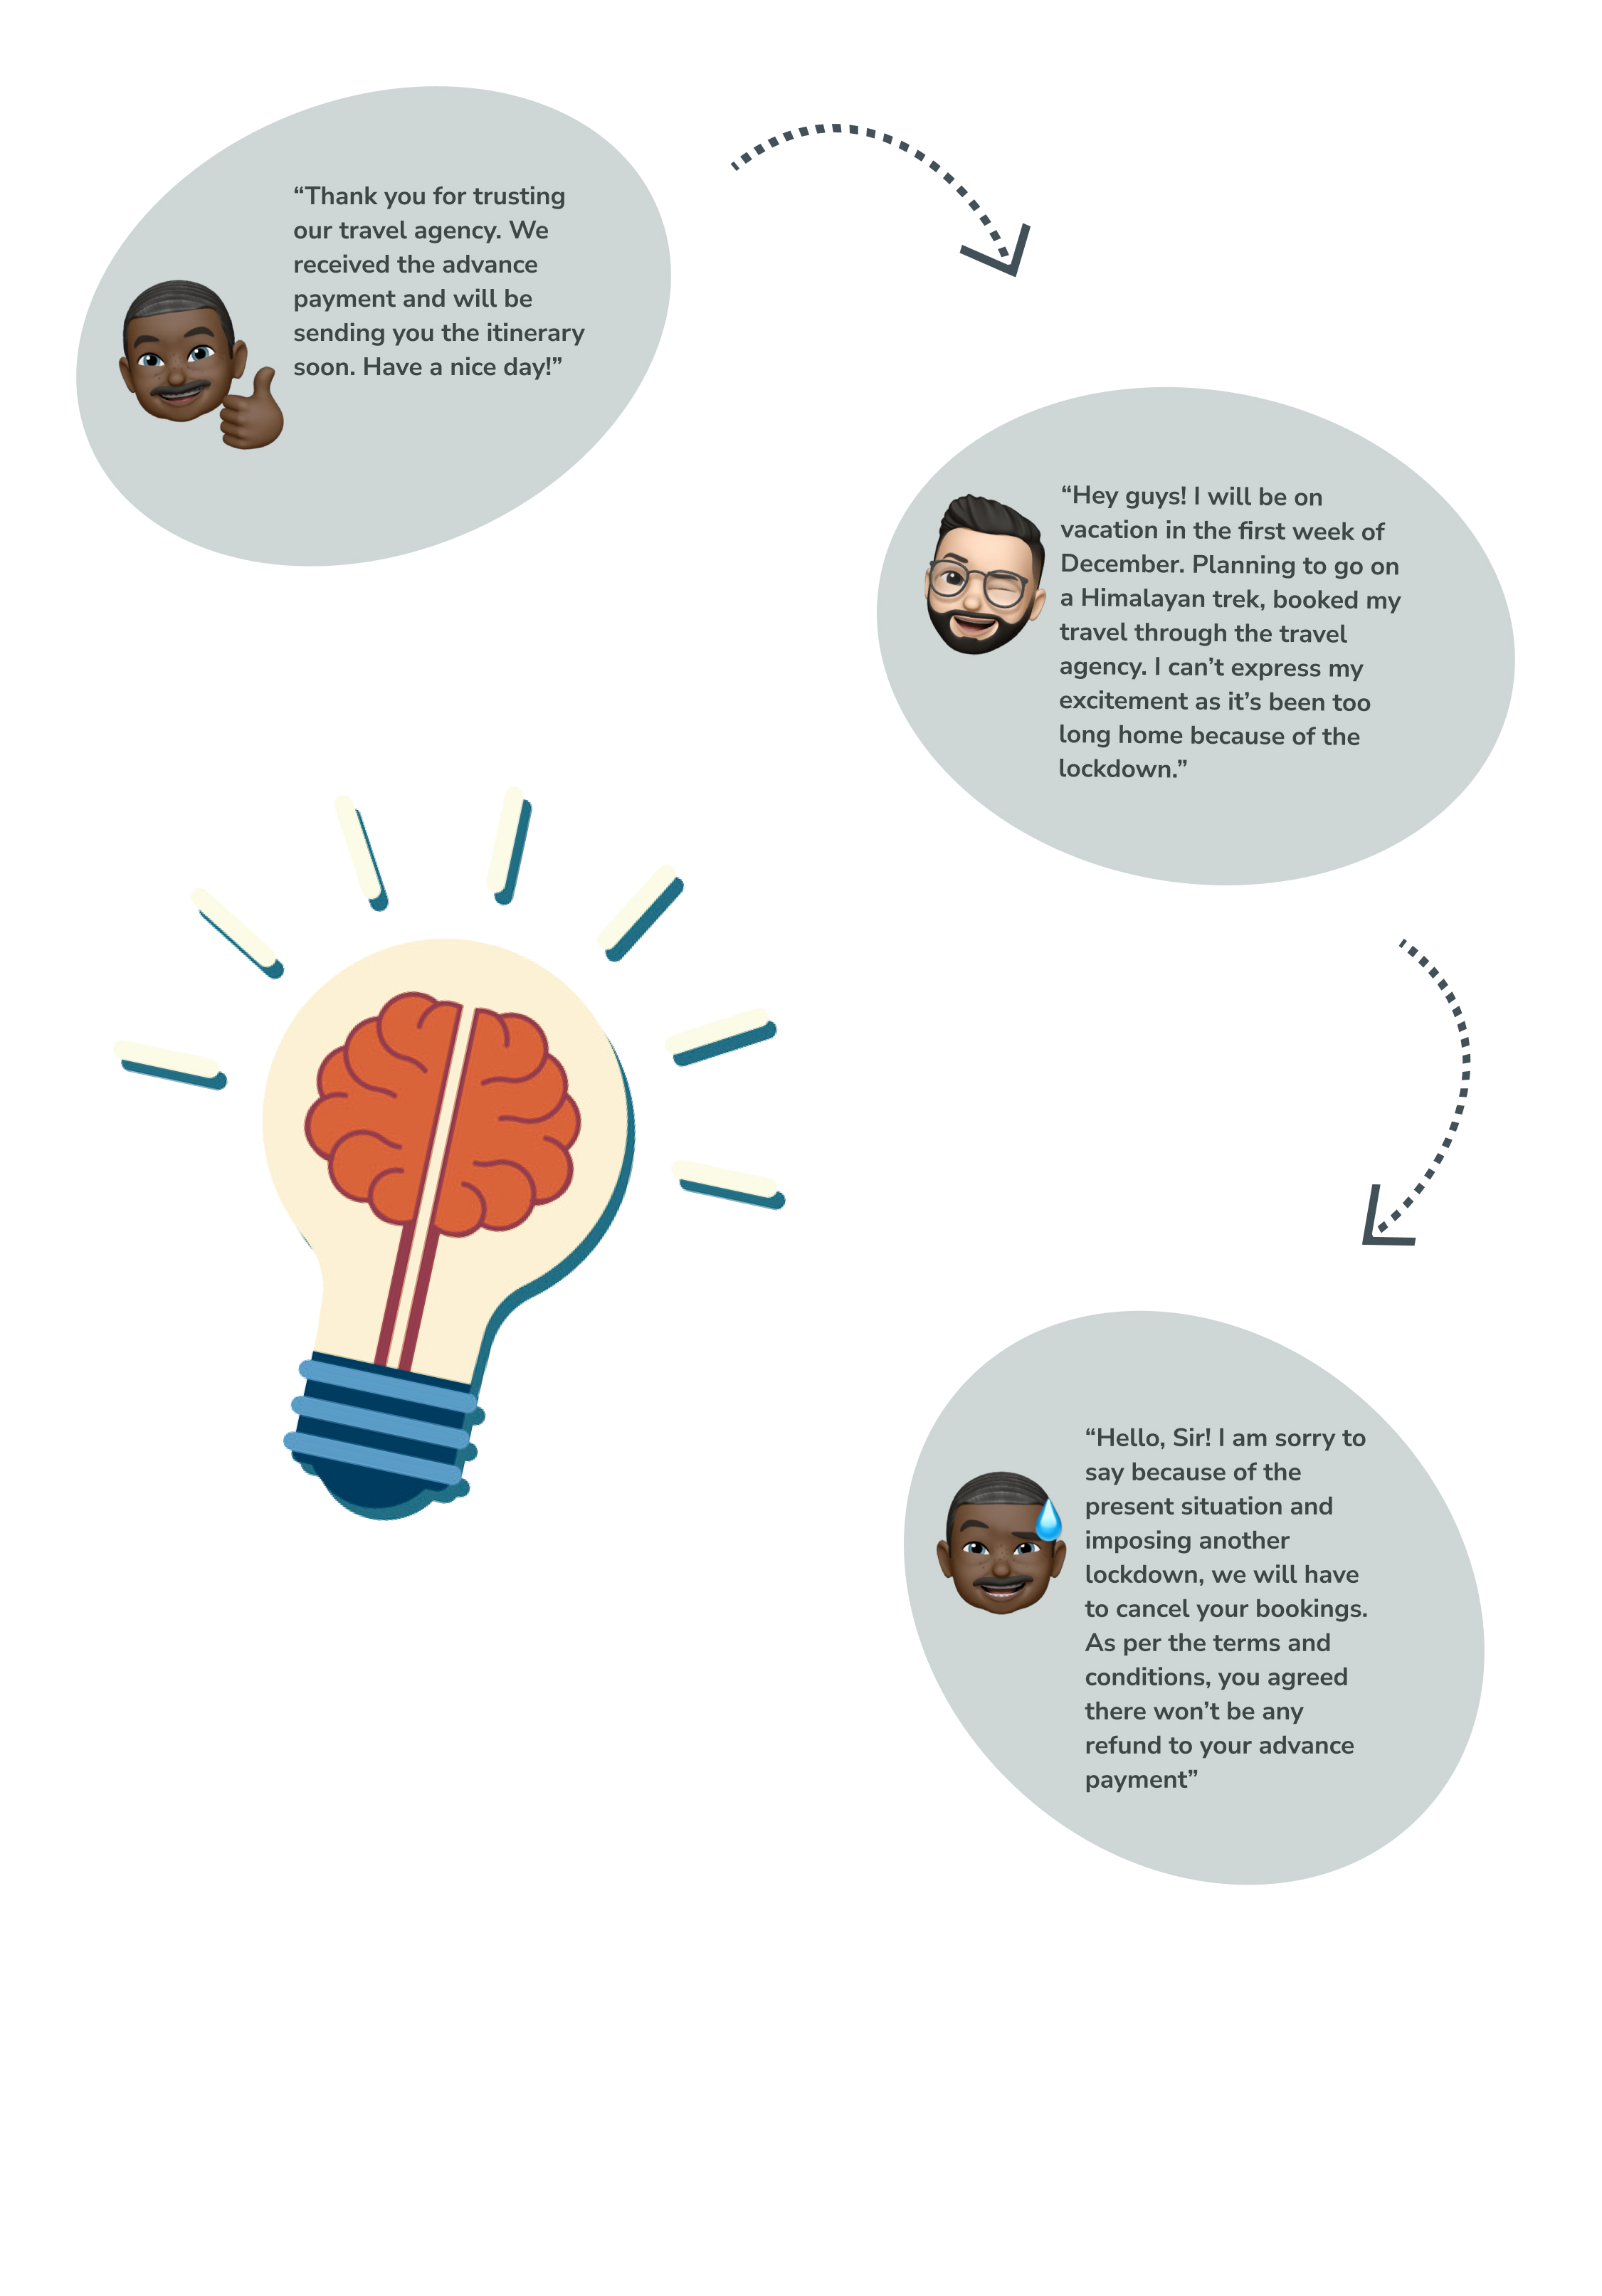 “Thank you for trusting
our travel agency. We
received the advance
payment and will be
sending you the itinerary
soon. Have a nice day!”
“Hey guys! I will be on
vacation in the first week of
December. Planning to go on
a Himalayan trek, booked my
travel through the travel
agency. I can’t express my
excitement as it’s been too
long home because of the
lockdown.”
“Hello, Sir! I am sorry to
say because of the
present situation and
imposing another
lockdown, we will have
to cancel your bookings.
As per the terms and
conditions, you agreed
there won’t be any
refund to your advance
payment”